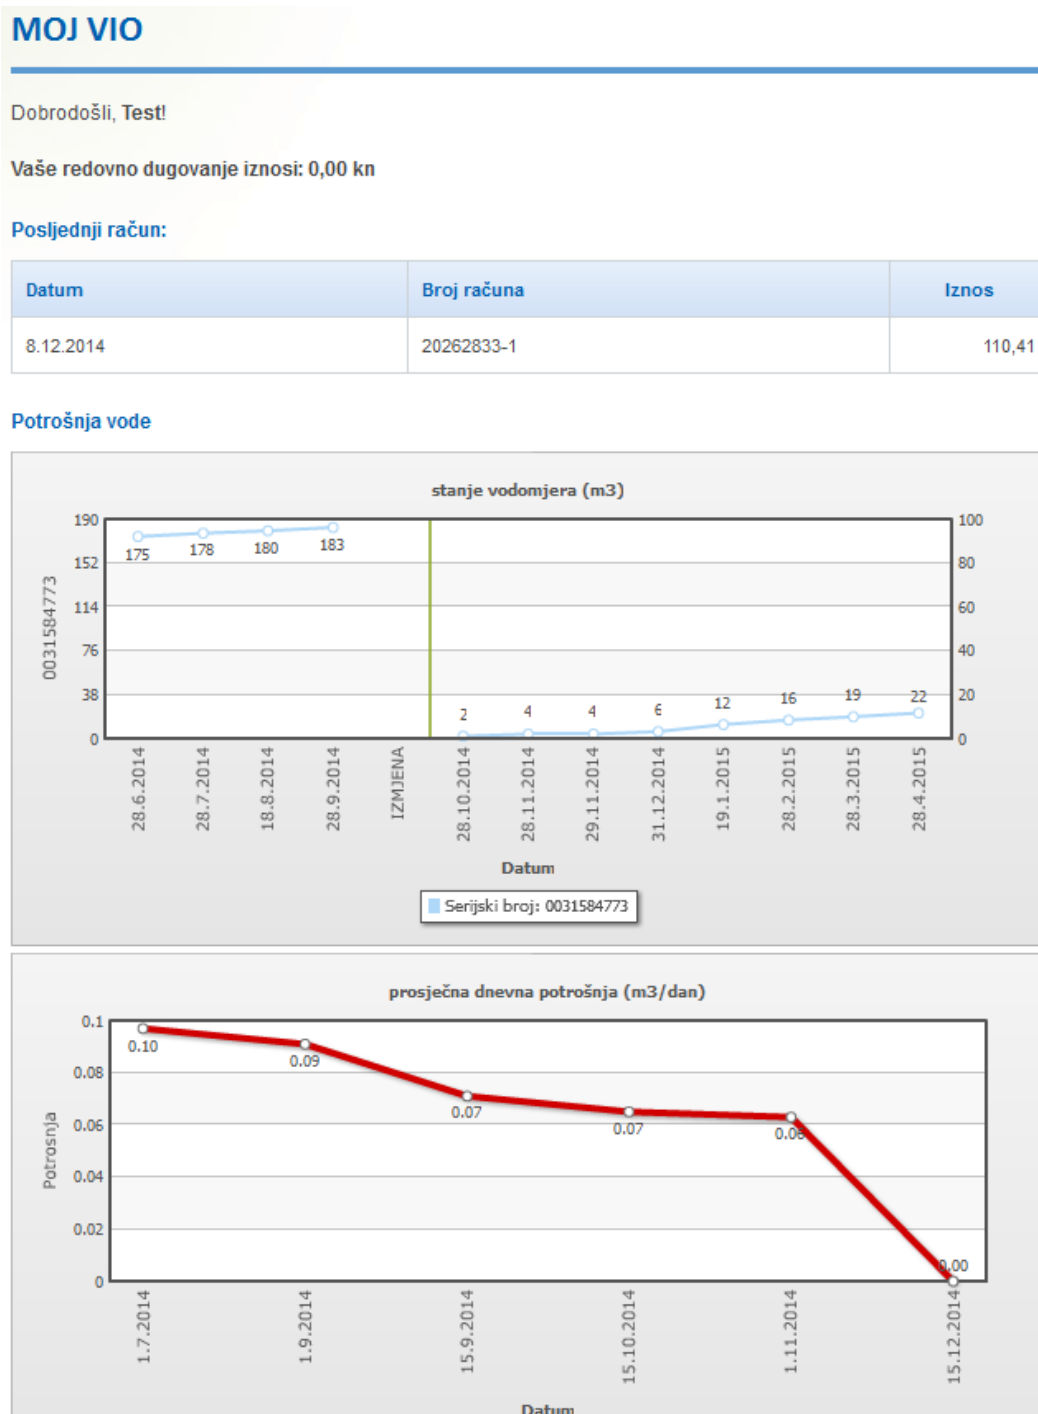 MOJ VIO
Dobrodošli, Test!
Vaše redovno dugovanje iznosi: 0,00 kn
Posljednji račun:
Datum Broj računa Iznos
8.12.2014 20262833-1 110,41
Potrošnja vode
stanje vodomjera (m3)
190 100
175 178 180 183
152 80
114 60
76 40
38 20
2 4 4 6 12 16 19 22
0 0
0031584773
28.6.2014 28.7.2014 18.8.2014 28.9.2014 IZMJENA 28.10.2014 28.11.2014 29.11.2014 31.12.2014 19.1.2015 28.2.2015 28.3.2015 28.4.2015
Datum
Serijski broj: 0031584773
prosječna dnevna potrošnja (m3/dan)
0.1
0.10
0.09
0.08
0.07
0.07
0.06
0.06
0.04
0.02
0.00
0
Potrosnja
1.7.2014 1.9.2014 15.9.2014 15.10.2014 1.11.2014 15.12.2014
Datum